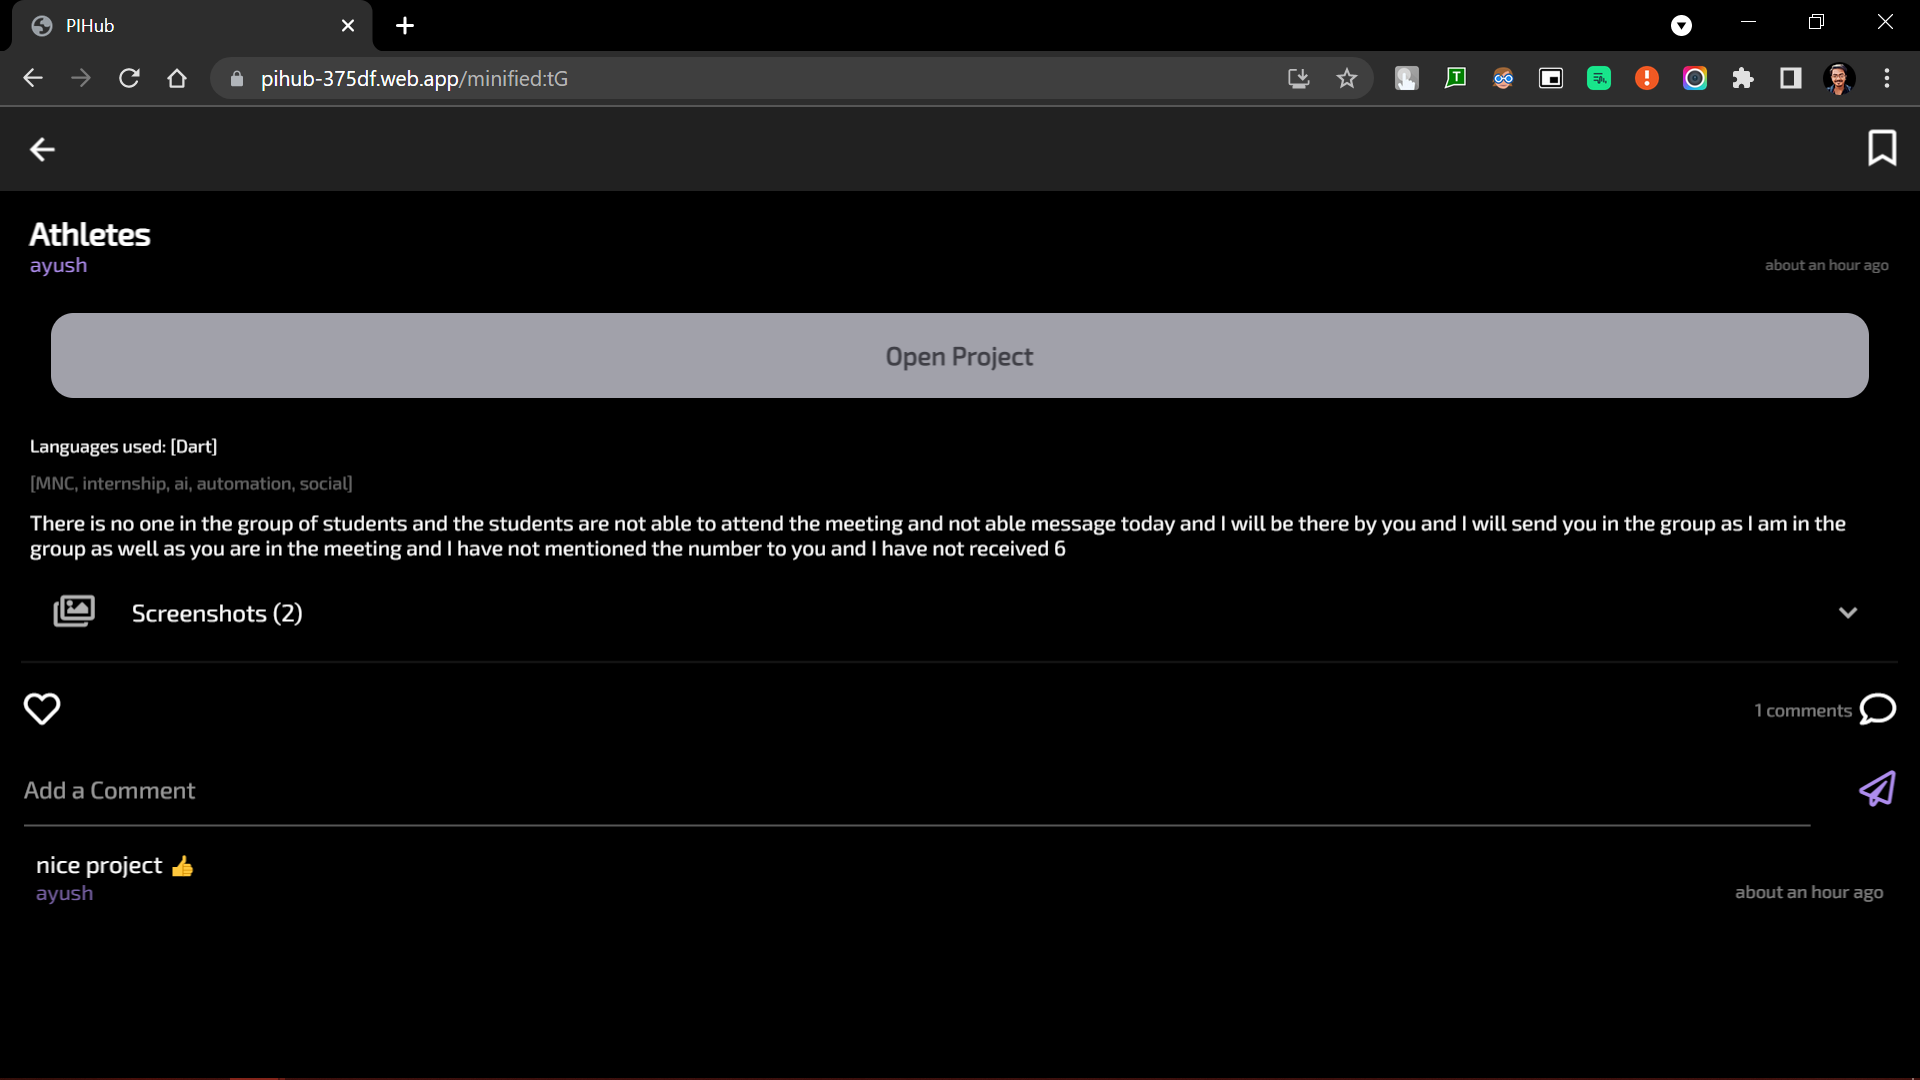 PIHub
pihub-375df.web.app/minified:tG
Athletes
ayush
about an hour ago
Open Project
Languages used: [Dart]
[MNC, internship, ai, automation, social]
There is no one in the group of students and the students are not able to attend the meeting and not able message today and I will be there by you and I will send you in the group as I am in the
group as well as you are in the meeting and I have not mentioned the number to you and I have not received 6
Screenshots (2)
1 comments
Add a Comment
nice project 👍
ayush
about an hour ago